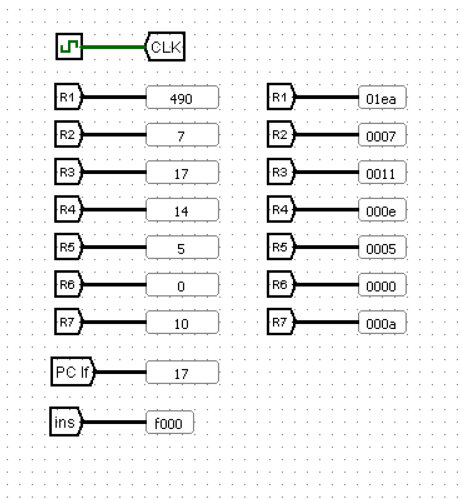 CLK
R1 490 R1 01ea
R2 7 R2 0007
R3 17 R3 0011
R4 14 R4 000e
R5 5 R5 0005
R6 0 R6 0000
R7 10 R7 000a
PC If 17
ins f000